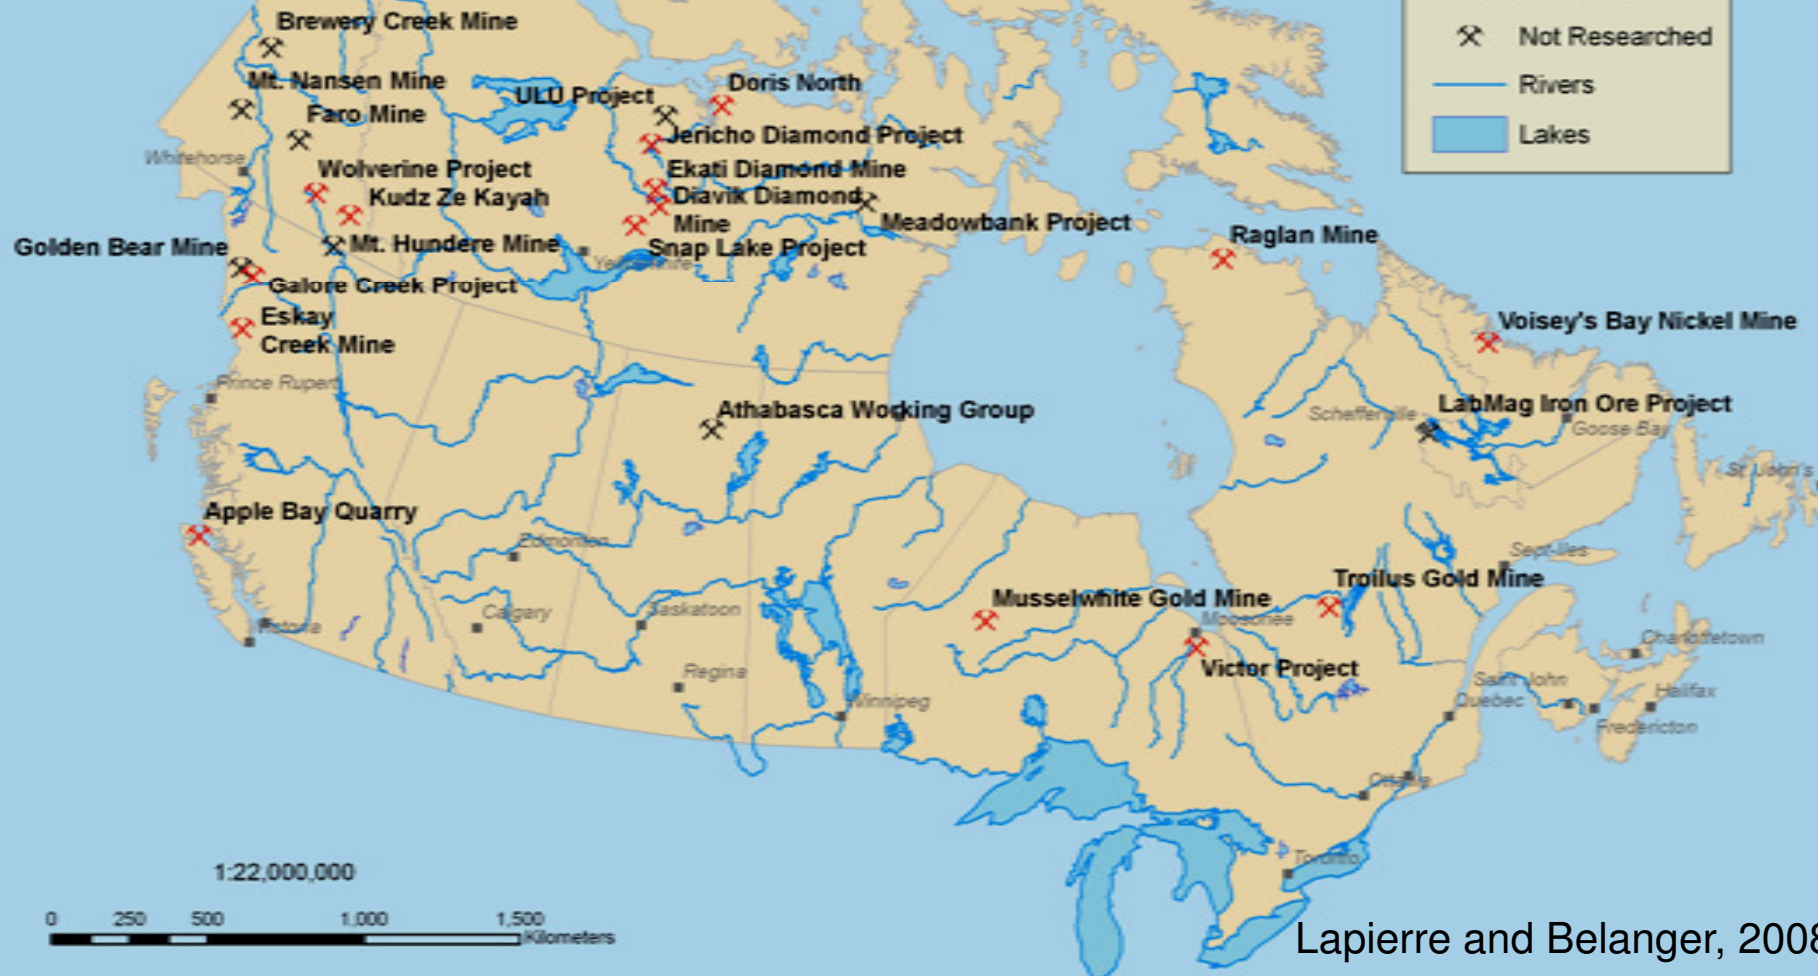 Brewery Creek Mine
Not Researched
Mt. Nansen Mine
Doris North
Rivers
ULU Project
Faro Mine
Jericho Diamond Project
Lakes
Whitehorse
Wolverine Project
Ekati Diamond Mine
Kudz Ze Kayah
Diavik Diamond
Mine
Meadowbank Project
Raglan Mine
Golden Bear Mine
Mt. Hundere Mine
Snap Lake Project
Galore Creek Project
Eskay
Creek Mine
Voisey's Bay Nickel Mine
Prince Rupert
Athabasca Working Group
LabMag Iron Ore Project
Schefferville
Goose Bay
St. John's
Apple Bay Quarry
Edmonton
Sept-Iles
Troilus Gold Mine
Musselwhite Gold Mine
Calgary
Saskatoon
Moosonee
Charlottetown
Victor Project
Regina
Saint John
Quebec
Halifax
Winnipeg
Fredericton
Toronto
1:22,000,000
0 250 500 1,000 1,500
Kilometers
Lapierre and Belanger, 2008